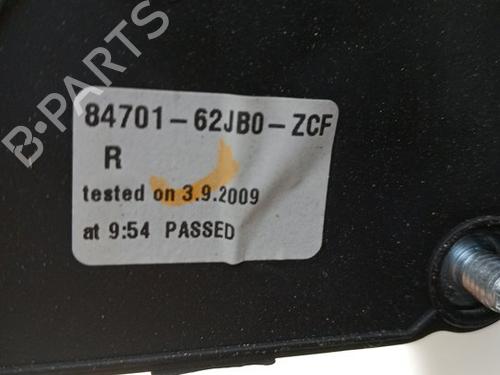 84701-62JB0-ZCF
R
tested on 3.9.2009
at 9:54 PASSED
B-PARTS